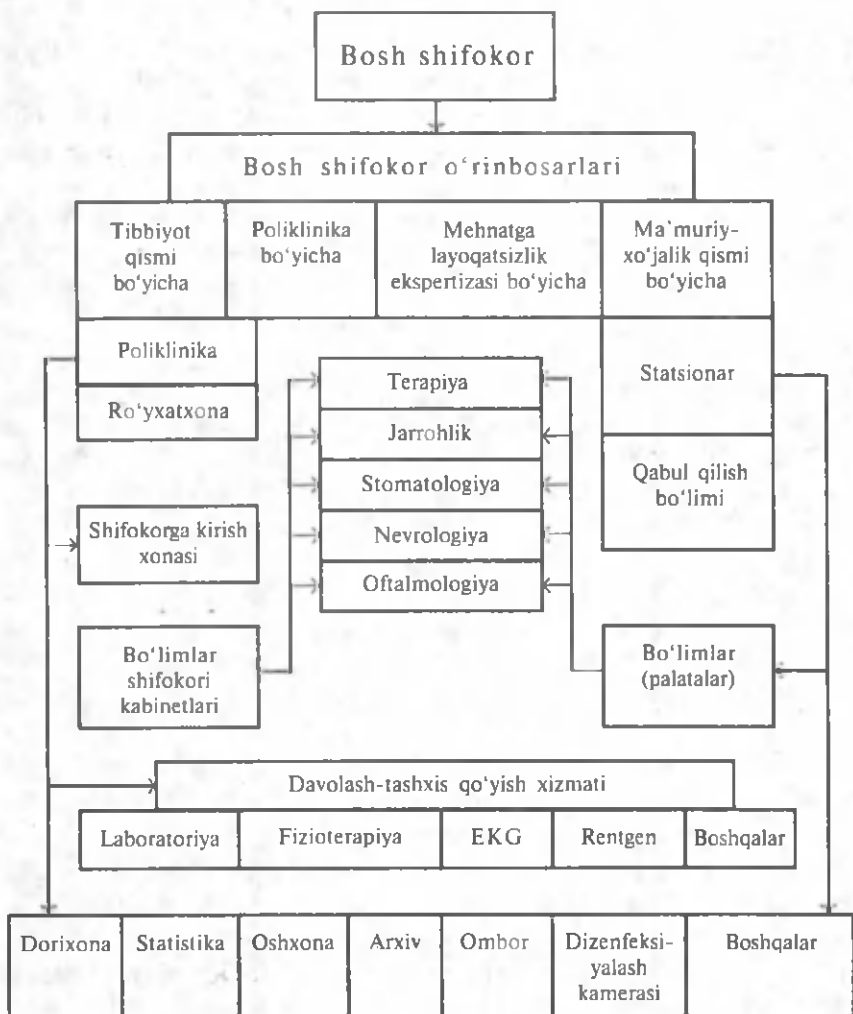 Bosh shifokor
Bosh shifokor o‘rinbosarlari
Tibbiyot
qismi
bo‘yicha
Poliklinika
bo‘yicha
Mehnatga
layoqatsizlik
ekspertizasi bo‘yicha
Ma`muriy-
xo‘jalik qismi
bo‘yicha
Poliklinika
Ro‘yxatxona
Statsionar
Qabul qilish
bo‘limi
Terapiya
Jarrohlik
Stomatologiya
Nevrologiya
Oftalmologiya
Shifokorga kirish
xonasi
Bo‘limlar
shifokori
kabinetlari
Bo‘limlar
(palatalar)
Davolash-tashxis qo‘yish xizmati
Laboratoriya
Fizioterapiya
EKG
Rentgen
Boshqalar
Dorixona
Statistika
Oshxona
Arxiv
Ombor
Dizenfeksi-
yalash
kamerasi
Boshqalar